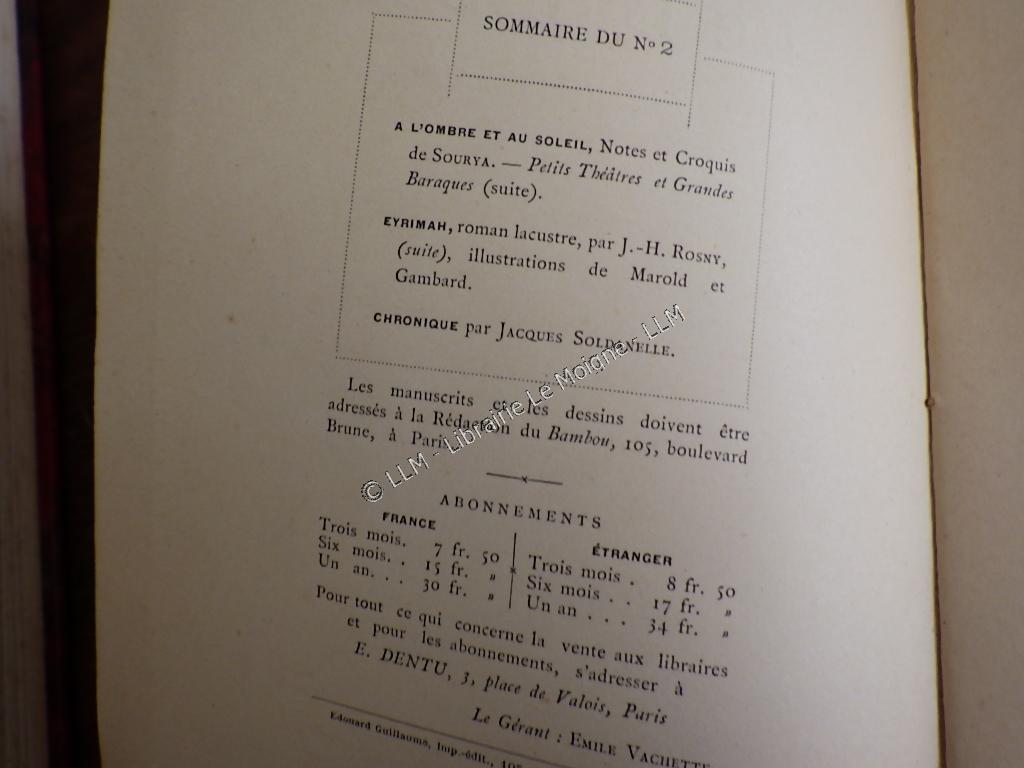 SOMMAIRE DU Nº 2
A L'OMBRE ET AU SOLEIL, Notes et Croquis
de SOURYA. — Petits Théâtres et Grandes
Baraques (suite).
EYRIMAH, roman lacustre, par J.-H. ROSNY,
(suite), illustrations de Marold et
Gambard.
CHRONIQUE par JACQUES SOLDANELLE.
Les manuscrits et les dessins doivent être
adressés à la Rédaction du Bambou, 105, boulevard
Brune, à Paris.
© LLM - Librairie Le Moigne - LLM
ABONNEMENTS
FRANCE
Trois mois. 7 fr. 50
Six mois. . 15 fr. »
Un an. . . 30 fr. »
ÉTRANGER
Trois mois . 8 fr. 50
Six mois . . 17 fr. »
Un an . . . 34 fr. »
Pour tout ce qui concerne la vente aux libraires
et pour les abonnements, s'adresser à
E. DENTU, 3, place de Valois, Paris
Le Gérant : EMILE VACHETTE
Edouard Guillaume, Imp.-édit.,